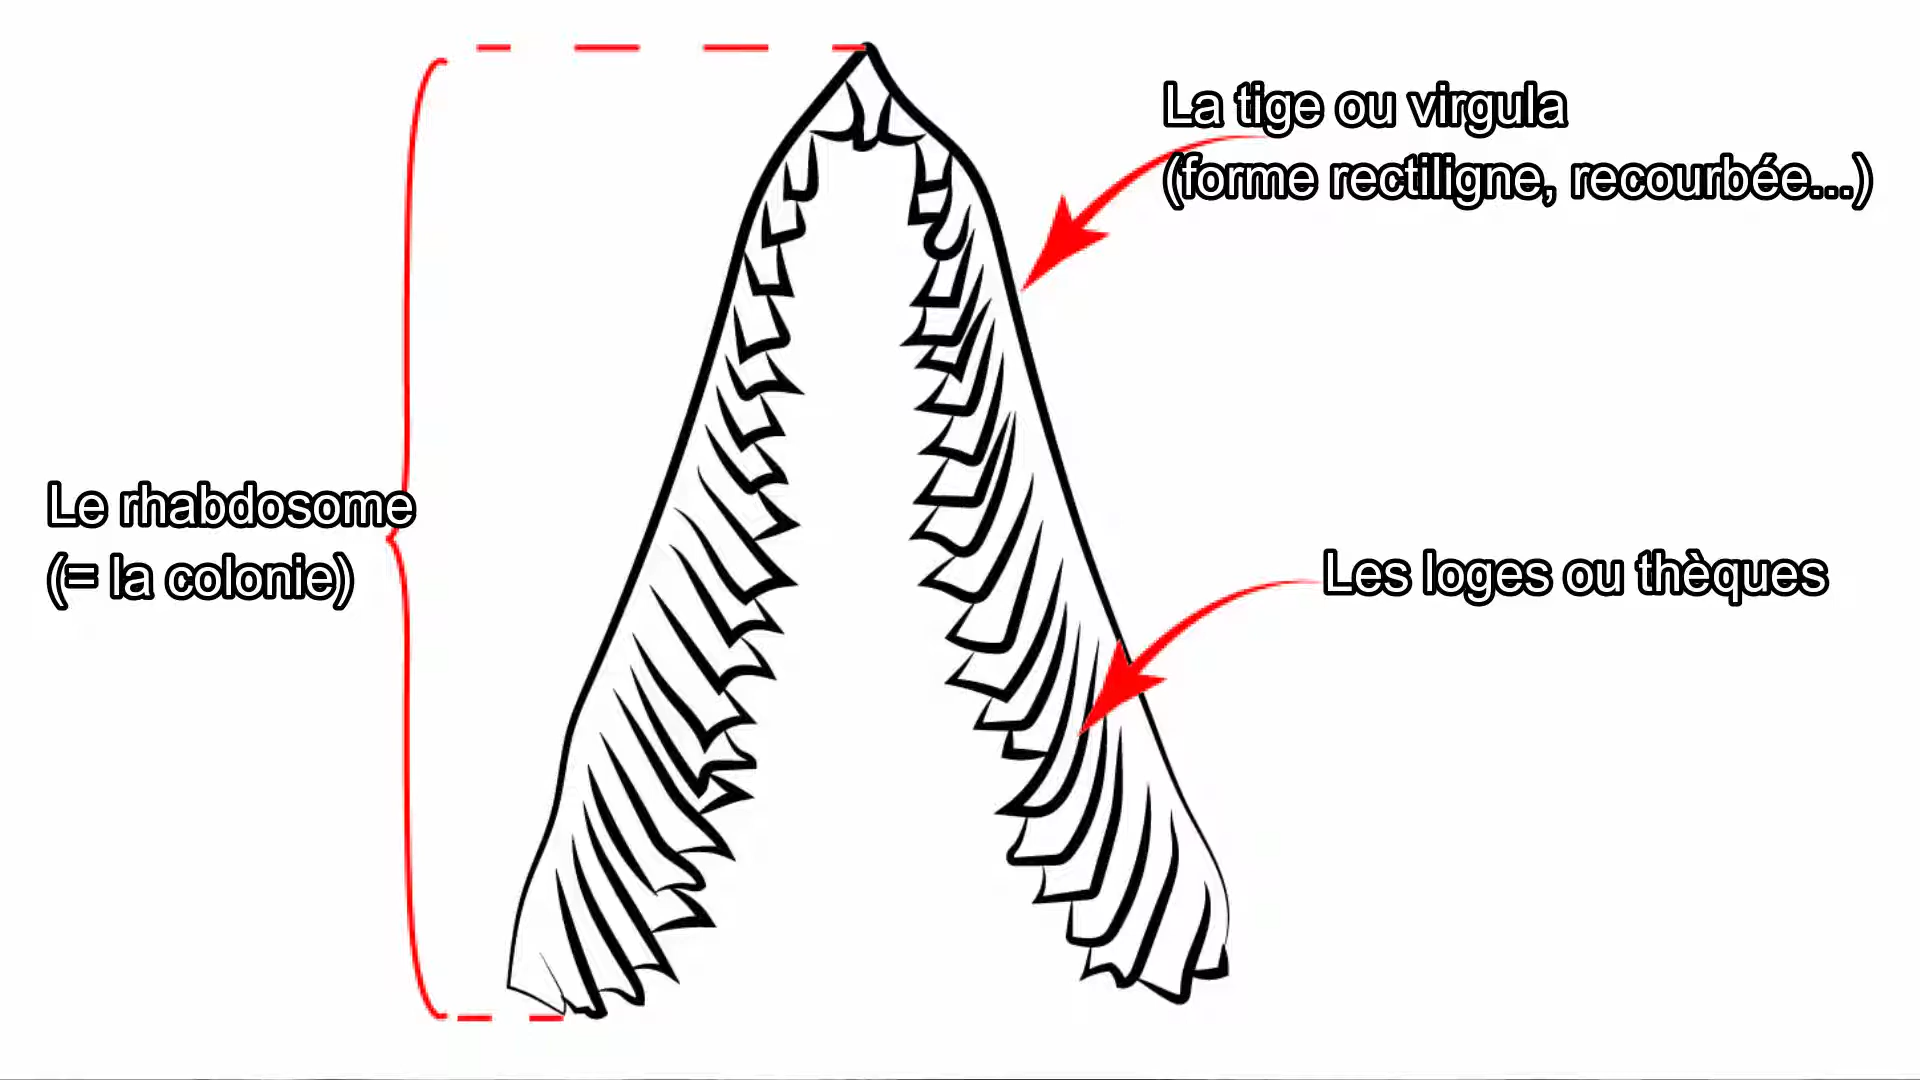 La tige ou virgula
(forme rectiligne, recourbée...)
Le rhabdosome
(= la colonie)
Les loges ou thèques